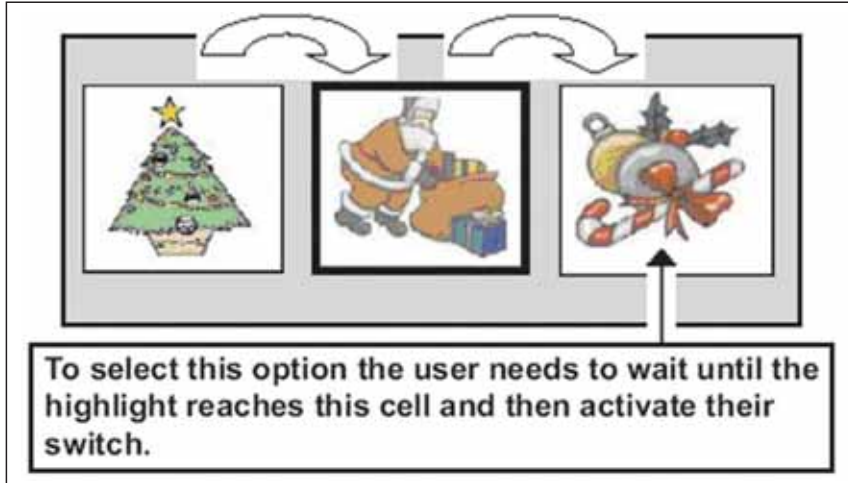 To select this option the user needs to wait until the
highlight reaches this cell and then activate their
switch.